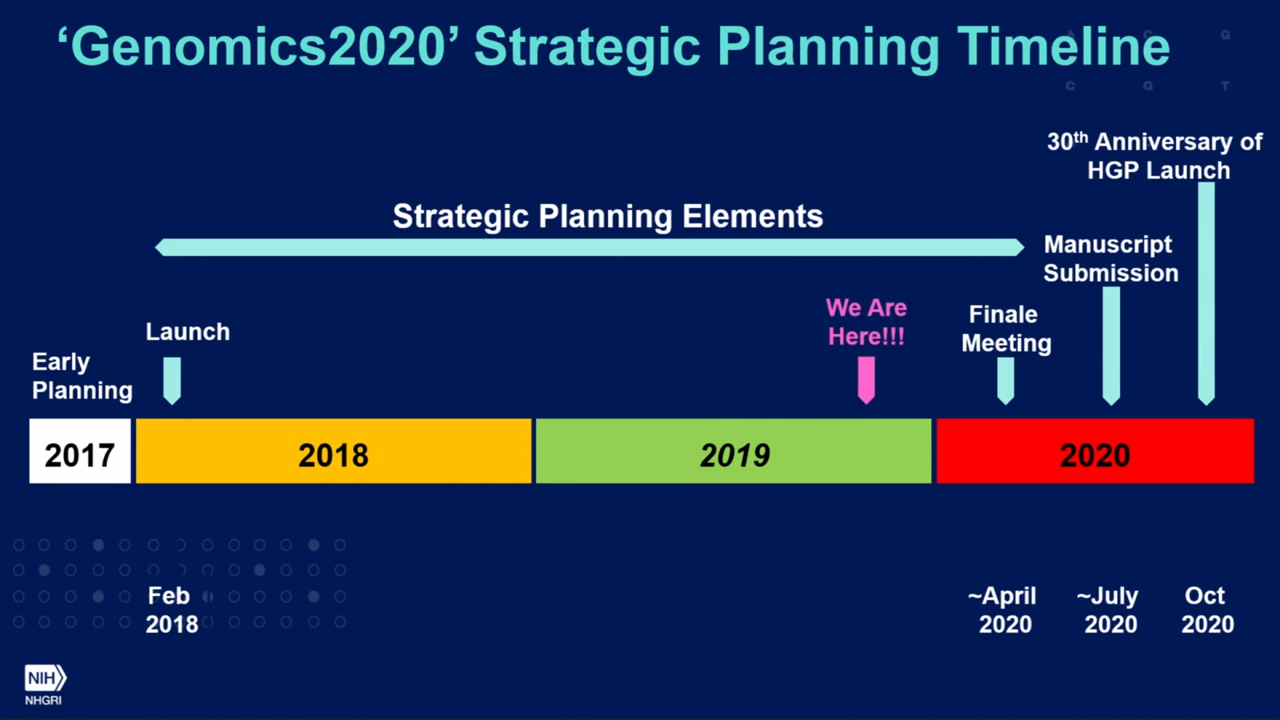 ‘Genomics2020’ Strategic Planning Timeline
A C G
C G T
30th Anniversary of
HGP Launch
Strategic Planning Elements
Manuscript
Submission
We Are
Here!!!
Finale
Meeting
Launch
Early
Planning
2017
2018
2019
2020
Feb
2018
~April
2020
~July
2020
Oct
2020
NIH
NHGRI